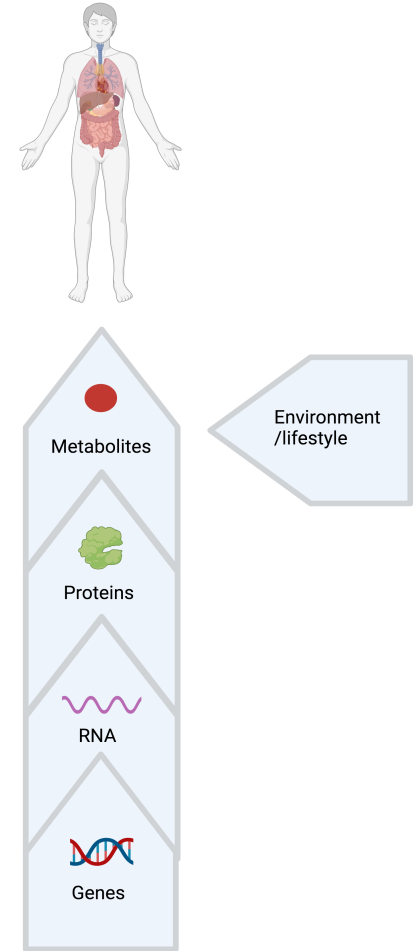 Metabolites
Environment
/lifestyle
Proteins
RNA
Genes